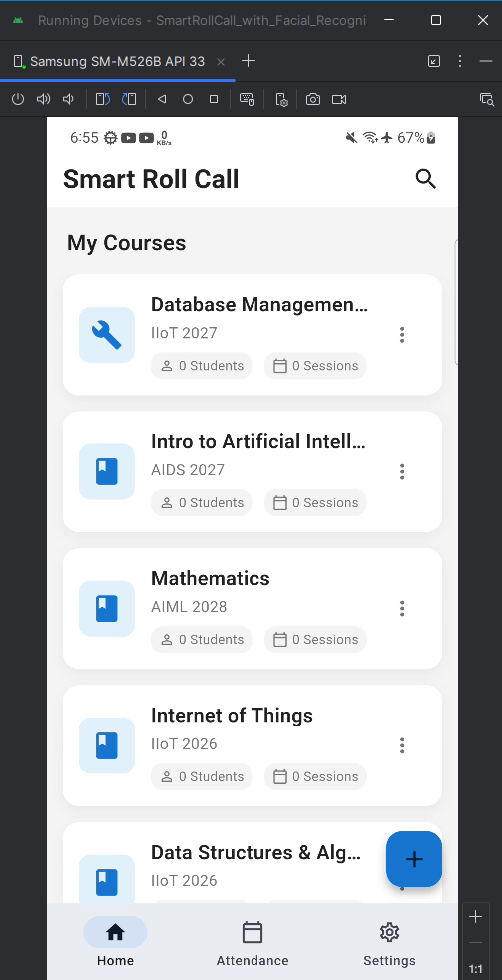 Running Devices - SmartRollCall_with_Facial_Recogni
Samsung SM-M526B API 33
6:55 0 KB/s 67%
Smart Roll Call
My Courses
Database Managemen...
IIoT 2027
0 Students 0 Sessions
Intro to Artificial Intell...
AIDS 2027
0 Students 0 Sessions
Mathematics
AIML 2028
0 Students 0 Sessions
Internet of Things
IIoT 2026
0 Students 0 Sessions
Data Structures & Alg...
IIoT 2026
Home Attendance Settings
1:1